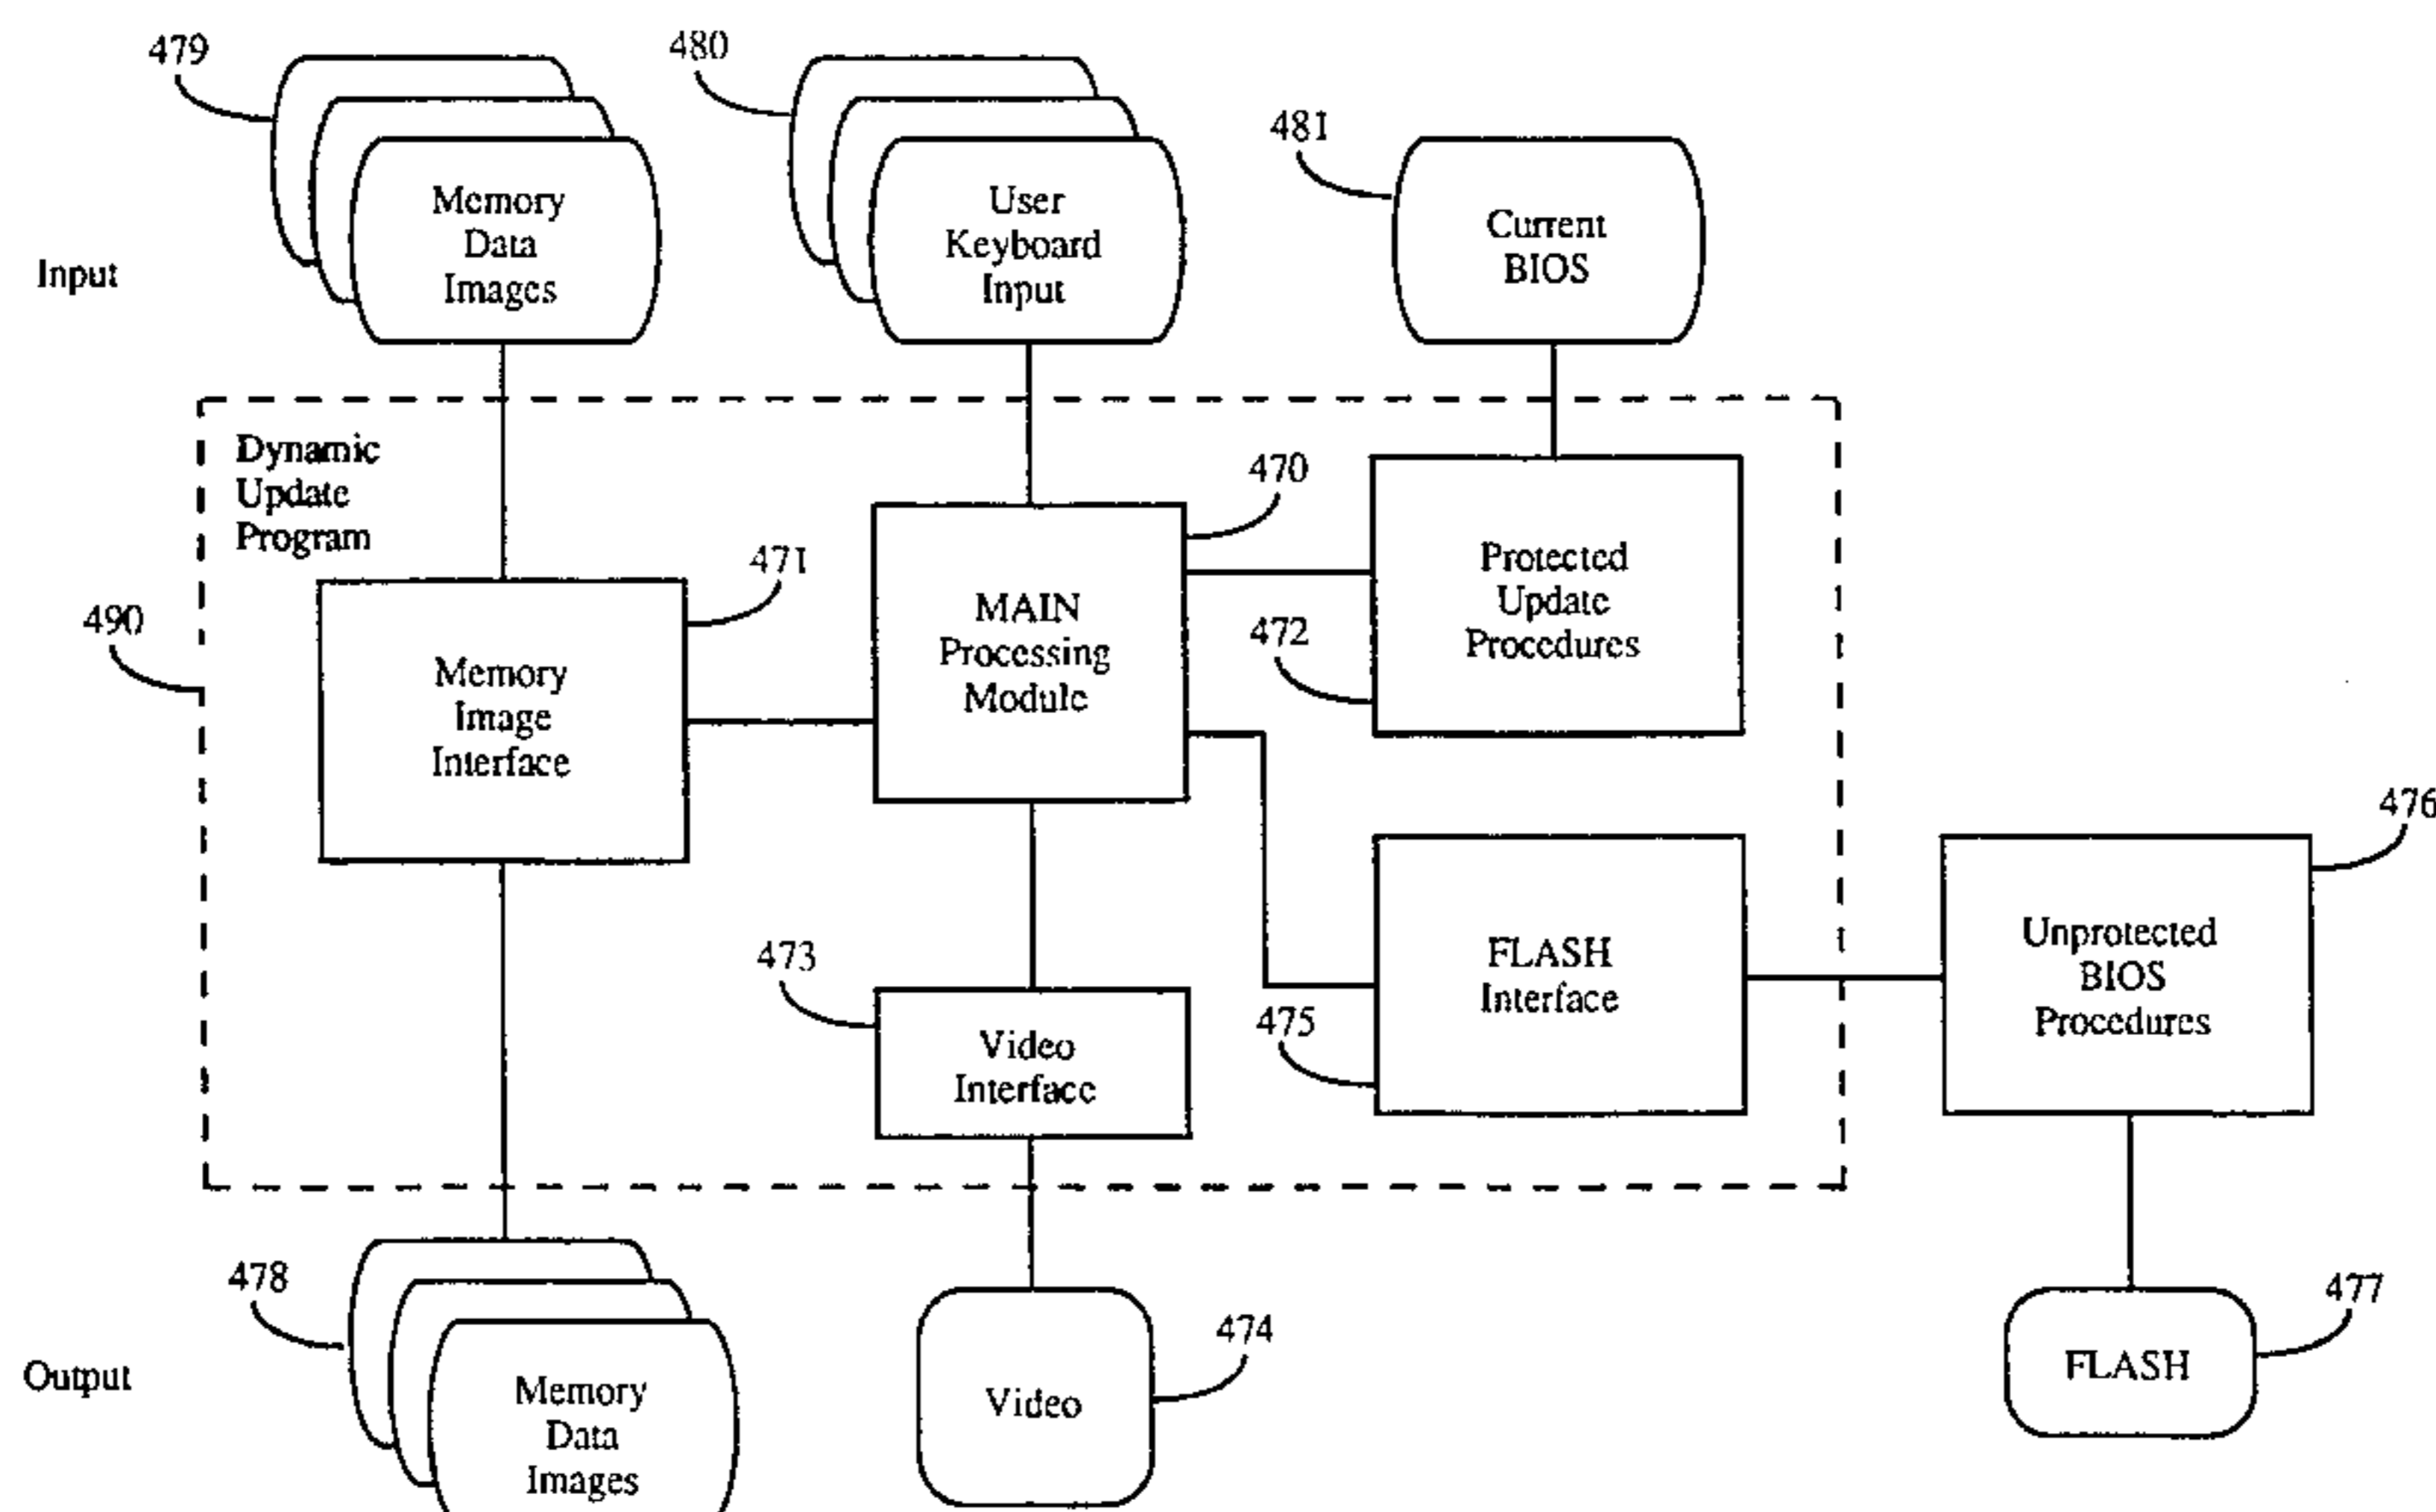 479
480
481
Memory
Data
Images
User
Keyboard
Input
Current
BIOS
Input
Dynamic
Update
Program
470
471
490
472
Protected
Update
Procedures
MAIN
Processing
Module
Memory
Image
Interface
476
473
475
FLASH
Interface
Unprotected
BIOS
Procedures
Video
Interface
478
474
477
Output
Memory
Data
Images
Video
FLASH